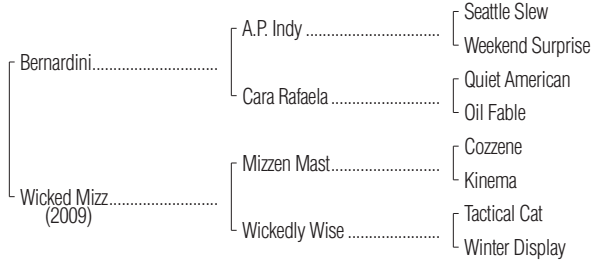 Seattle Slew
A.P. Indy ..............................
Weekend Surprise
Bernardini............................
Quiet American
Cara Rafaela ........................
Oil Fable
Cozzene
Mizzen Mast........................
Kinema
Wicked Mizz........................
(2009)
Tactical Cat
Wickedly Wise ....................
Winter Display